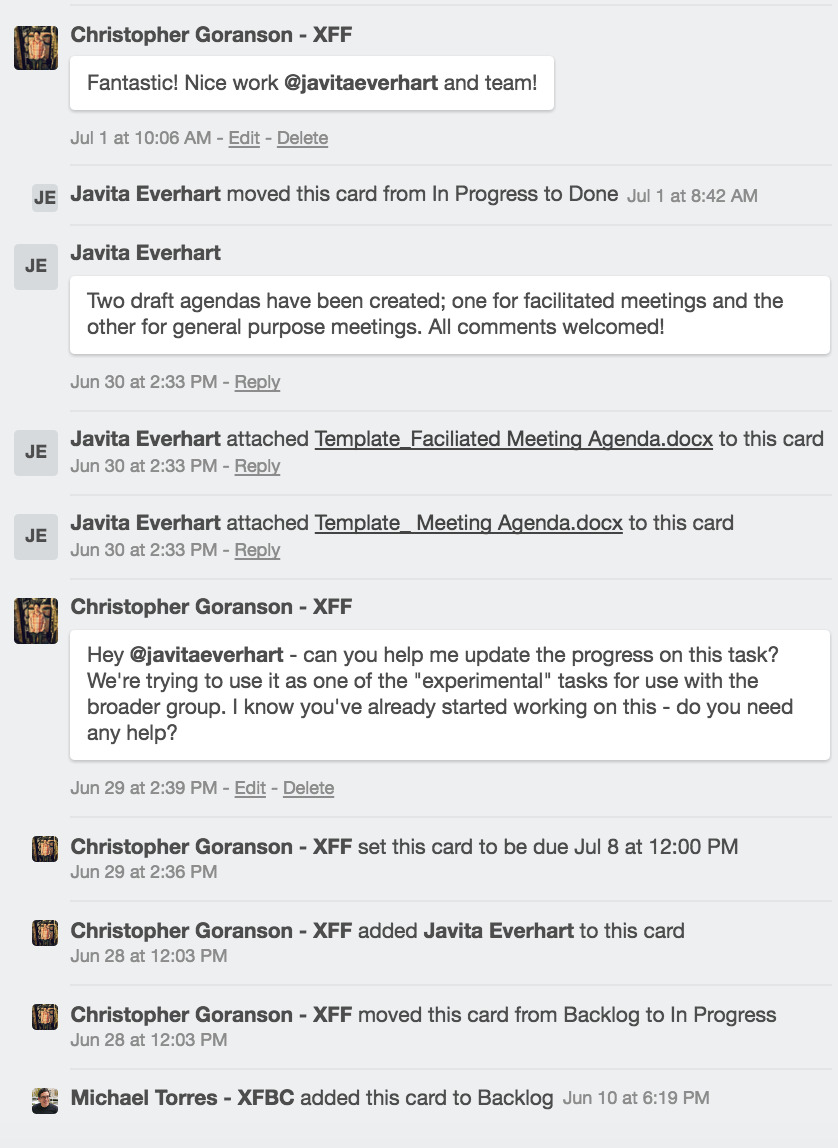 Christopher Goranson - XFF
Fantastic! Nice work @javitaeverhart and team!
Jul 1 at 10:06 AM - Edit - Delete
JE Javita Everhart moved this card from In Progress to Done Jul 1 at 8:42 AM
JE Javita Everhart
Two draft agendas have been created; one for facilitated meetings and the
other for general purpose meetings. All comments welcomed!
Jun 30 at 2:33 PM - Reply
JE Javita Everhart attached Template_Faciliated Meeting Agenda.docx to this card
Jun 30 at 2:33 PM - Reply
JE Javita Everhart attached Template_ Meeting Agenda.docx to this card
Jun 30 at 2:33 PM - Reply
Christopher Goranson - XFF
Hey @javitaeverhart - can you help me update the progress on this task?
We're trying to use it as one of the "experimental" tasks for use with the
broader group. I know you've already started working on this - do you need
any help?
Jun 29 at 2:39 PM - Edit - Delete
Christopher Goranson - XFF set this card to be due Jul 8 at 12:00 PM
Jun 29 at 2:36 PM
Christopher Goranson - XFF added Javita Everhart to this card
Jun 28 at 12:03 PM
Christopher Goranson - XFF moved this card from Backlog to In Progress
Jun 28 at 12:03 PM
Michael Torres - XFBC added this card to Backlog Jun 10 at 6:19 PM